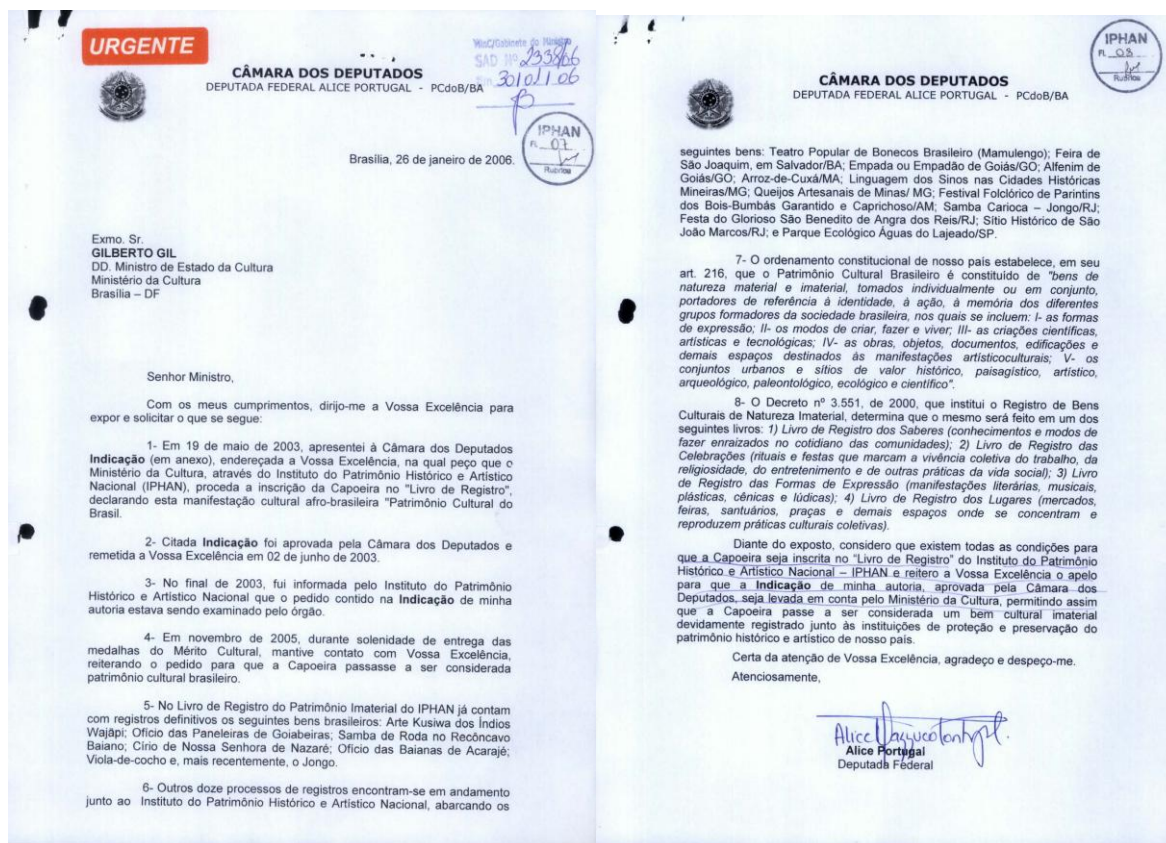 URGENTE
MinC/Gabinete do Ministro
SAD Nº 233866
Em 30/01/06
CÂMARA DOS DEPUTADOS
DEPUTADA FEDERAL ALICE PORTUGAL - PCdoB/BA
IPHAN
FL. 07
Rubrica
Brasília, 26 de janeiro de 2006.
Exmo. Sr.
GILBERTO GIL
DD. Ministro de Estado da Cultura
Ministério da Cultura
Brasília – DF
Senhor Ministro,
Com os meus cumprimentos, dirijo-me a Vossa Excelência para
expor e solicitar o que se segue:
1- Em 19 de maio de 2003, apresentei à Câmara dos Deputados
Indicação (em anexo), endereçada a Vossa Excelência, na qual peço que o
Ministério da Cultura, através do Instituto do Patrimônio Histórico e Artístico
Nacional (IPHAN), proceda a inscrição da Capoeira no "Livro de Registro",
declarando esta manifestação cultural afro-brasileira "Patrimônio Cultural do
Brasil.
2- Citada Indicação foi aprovada pela Câmara dos Deputados e
remetida a Vossa Excelência em 02 de junho de 2003.
3- No final de 2003, fui informada pelo Instituto do Patrimônio
Histórico e Artístico Nacional que o pedido contido na Indicação de minha
autoria estava sendo examinado pelo órgão.
4- Em novembro de 2005, durante solenidade de entrega das
medalhas do Mérito Cultural, mantive contato com Vossa Excelência,
reiterando o pedido para que a Capoeira passasse a ser considerada
patrimônio cultural brasileiro.
5- No Livro de Registro do Patrimônio Imaterial do IPHAN já contam
com registros definitivos os seguintes bens brasileiros: Arte Kusiwa dos Índios
Wajãpi; Ofício das Paneleiras de Goiabeiras; Samba de Roda no Recôncavo
Baiano; Círio de Nossa Senhora de Nazaré; Ofício das Baianas de Acarajé;
Viola-de-cocho e, mais recentemente, o Jongo.
6- Outros doze processos de registros encontram-se em andamento
junto ao Instituto do Patrimônio Histórico e Artístico Nacional, abarcando os
IPHAN
FL. 08
Rubrica
CÂMARA DOS DEPUTADOS
DEPUTADA FEDERAL ALICE PORTUGAL - PCdoB/BA
seguintes bens: Teatro Popular de Bonecos Brasileiro (Mamulengo); Feira de
São Joaquim, em Salvador/BA; Empada ou Empadão de Goiás/GO; Alfenim de
Goiás/GO; Arroz-de-Cuxá/MA; Linguagem dos Sinos nas Cidades Históricas
Mineiras/MG; Queijos Artesanais de Minas/ MG; Festival Folclórico de Parintins
dos Bois-Bumbás Garantido e Caprichoso/AM; Samba Carioca – Jongo/RJ;
Festa do Glorioso São Benedito de Angra dos Reis/RJ; Sítio Histórico de São
João Marcos/RJ; e Parque Ecológico Águas do Lajeado/SP.
7- O ordenamento constitucional de nosso país estabelece, em seu
art. 216, que o Patrimônio Cultural Brasileiro é constituído de "bens de
natureza material e imaterial, tomados individualmente ou em conjunto,
portadores de referência à identidade, à ação, à memória dos diferentes
grupos formadores da sociedade brasileira, nos quais se incluem: I- as formas
de expressão; II- os modos de criar, fazer e viver; III- as criações científicas,
artísticas e tecnológicas; IV- as obras, objetos, documentos, edificações e
demais espaços destinados às manifestações artísticoculturais; V- os
conjuntos urbanos e sítios de valor histórico, paisagístico, artístico,
arqueológico, paleontológico, ecológico e científico".
8- O Decreto nº 3.551, de 2000, que institui o Registro de Bens
Culturais de Natureza Imaterial, determina que o mesmo será feito em um dos
seguintes livros: 1) Livro de Registro dos Saberes (conhecimentos e modos de
fazer enraizados no cotidiano das comunidades); 2) Livro de Registro das
Celebrações (rituais e festas que marcam a vivência coletiva do trabalho, da
religiosidade, do entretenimento e de outras práticas da vida social); 3) Livro
de Registro das Formas de Expressão (manifestações literárias, musicais,
plásticas, cênicas e lúdicas); 4) Livro de Registro dos Lugares (mercados,
feiras, santuários, praças e demais espaços onde se concentram e
reproduzem práticas culturais coletivas).
Diante do exposto, considero que existem todas as condições para
que a Capoeira seja inscrita no "Livro de Registro" do Instituto do Patrimônio
Histórico e Artístico Nacional – IPHAN e reitero a Vossa Excelência o apelo
para que a Indicação de minha autoria, aprovada pela Câmara dos
Deputados, seja levada em conta pelo Ministério da Cultura, permitindo assim
que a Capoeira passe a ser considerada um bem cultural imaterial
devidamente registrado junto às instituições de proteção e preservação do
patrimônio histórico e artístico de nosso país.
Certa da atenção de Vossa Excelência, agradeço e despeço-me.
Atenciosamente,
Alice Portugal
Deputada Federal